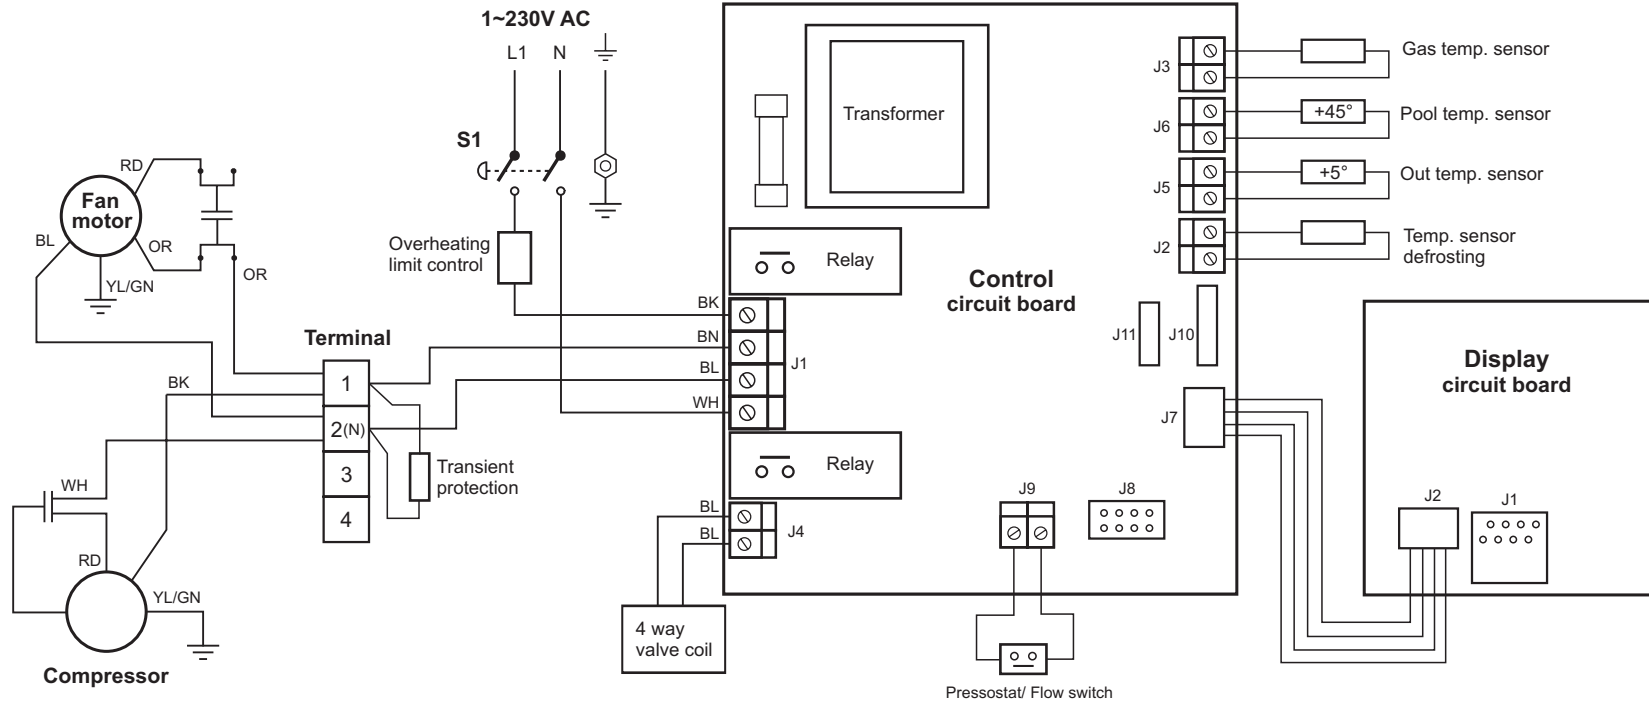 1~230V AC
L1
N
S1
Overheating
limit control
Fan
motor
RD
BL
OR
YL/GN
OR
Terminal
1
2(N)
3
4
BK
WH
RD
YL/GN
Compressor
Transient
protection
Transformer
Relay
BK
BN
BL
WH
J1
Relay
BL
BL
J4
4 way
valve coil
Control
circuit board
J3
Gas temp. sensor
J6
+45°
Pool temp. sensor
J5
+5°
Out temp. sensor
J2
Temp. sensor
defrosting
J11
J10
J7
J9
J8
Pressostat/ Flow switch
Display
circuit board
J2
J1